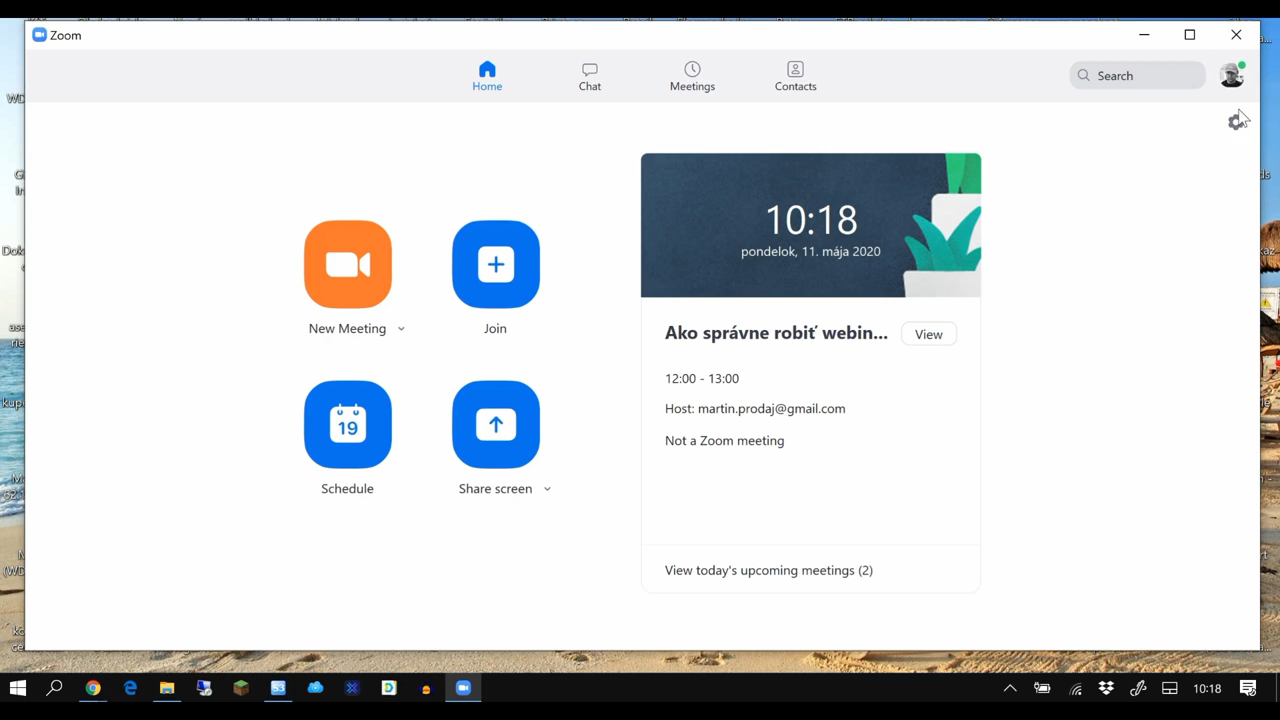 Zoom
Home
Chat
Meetings
Contacts
Search
10:18
pondelok, 11. mája 2020
New Meeting
Join
Ako správne robiť webin...
View
12:00 - 13:00
Host: martin.prodaj@gmail.com
Not a Zoom meeting
19
Schedule
Share screen
View today's upcoming meetings (2)
10:18